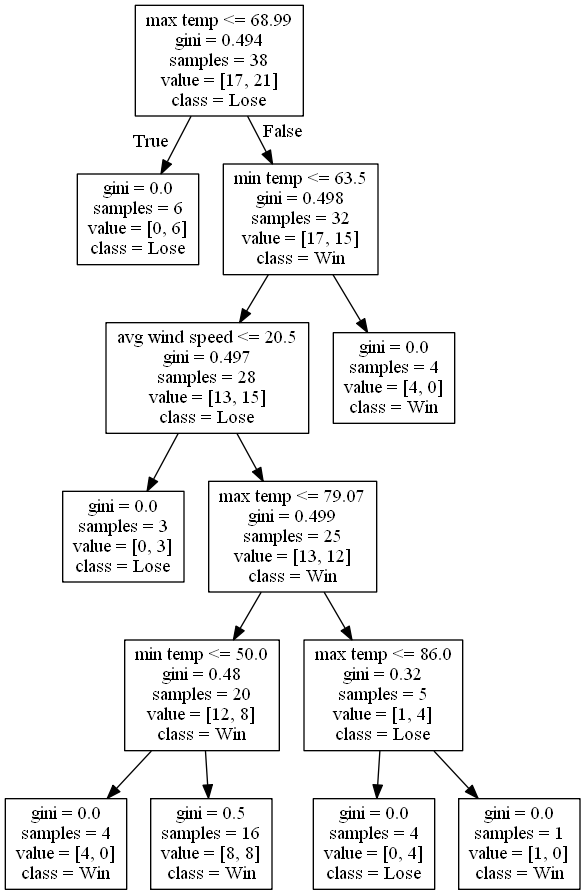 max temp <= 68.99
gini = 0.494
samples = 38
value = [17, 21]
class = Lose
True
False
gini = 0.0
samples = 6
value = [0, 6]
class = Lose
min temp <= 63.5
gini = 0.498
samples = 32
value = [17, 15]
class = Win
avg wind speed <= 20.5
gini = 0.497
samples = 28
value = [13, 15]
class = Lose
gini = 0.0
samples = 4
value = [4, 0]
class = Win
gini = 0.0
samples = 3
value = [0, 3]
class = Lose
max temp <= 79.07
gini = 0.499
samples = 25
value = [13, 12]
class = Win
min temp <= 50.0
gini = 0.48
samples = 20
value = [12, 8]
class = Win
max temp <= 86.0
gini = 0.32
samples = 5
value = [1, 4]
class = Lose
gini = 0.0
samples = 4
value = [4, 0]
class = Win
gini = 0.5
samples = 16
value = [8, 8]
class = Win
gini = 0.0
samples = 4
value = [0, 4]
class = Lose
gini = 0.0
samples = 1
value = [1, 0]
class = Win